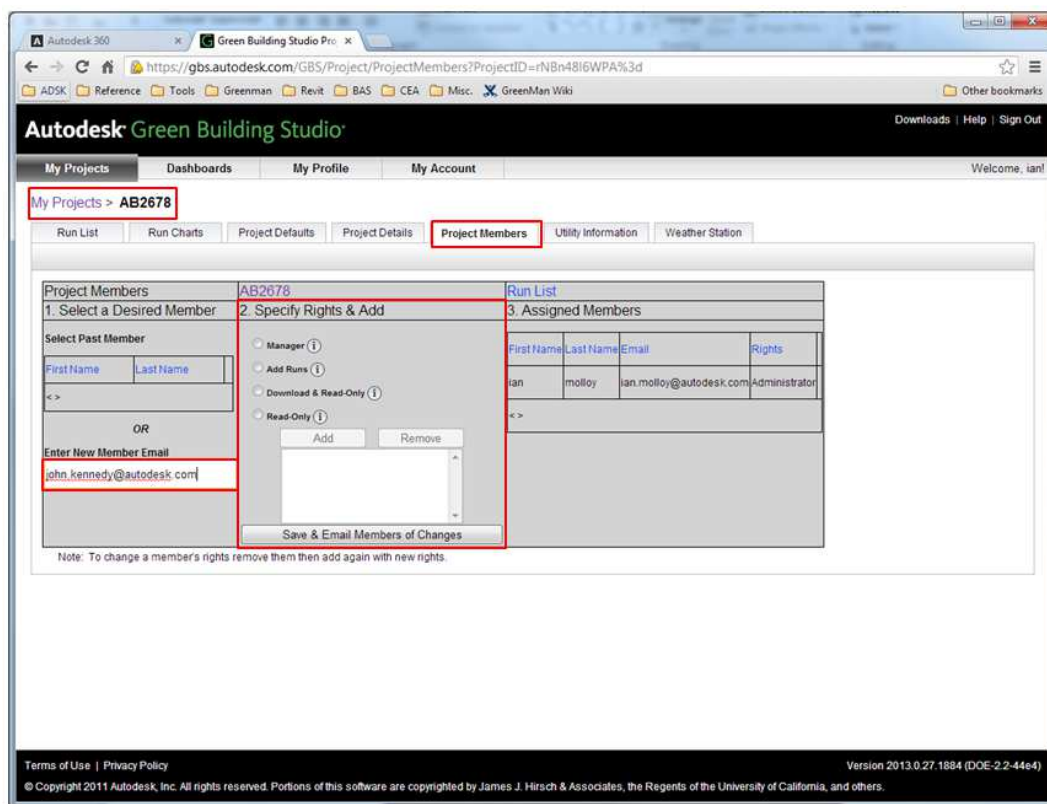 Autodesk 360
Green Building Studio Pro
https://gbs.autodesk.com/GBS/Project/ProjectMembers?ProjectID=rNBn48l6WPA%3d
ADSK Reference Tools Greenman Revit BAS CEA Misc. GreenMan Wiki Other bookmarks
Autodesk Green Building Studio
Downloads | Help | Sign Out
My Projects Dashboards My Profile My Account Welcome, ian!
My Projects > AB2678
Run List Run Charts Project Defaults Project Details Project Members Utility Information Weather Station
Project Members AB2678 Run List
1. Select a Desired Member 2. Specify Rights & Add 3. Assigned Members
Select Past Member
First Name Last Name
< >
OR
Enter New Member Email
john.kennedy@autodesk.com
Manager i
Add Runs i
Download & Read-Only i
Read-Only i
Add Remove
Save & Email Members of Changes
First Name Last Name Email Rights
ian molloy ian.molloy@autodesk.com Administrator
< >
Note: To change a member's rights remove them then add again with new rights.
Terms of Use | Privacy Policy
Version 2013.0.27.1884 (DOE-2.2-44e4)
© Copyright 2011 Autodesk, Inc. All rights reserved. Portions of this software are copyrighted by James J. Hirsch & Associates, the Regents of the University of California, and others.